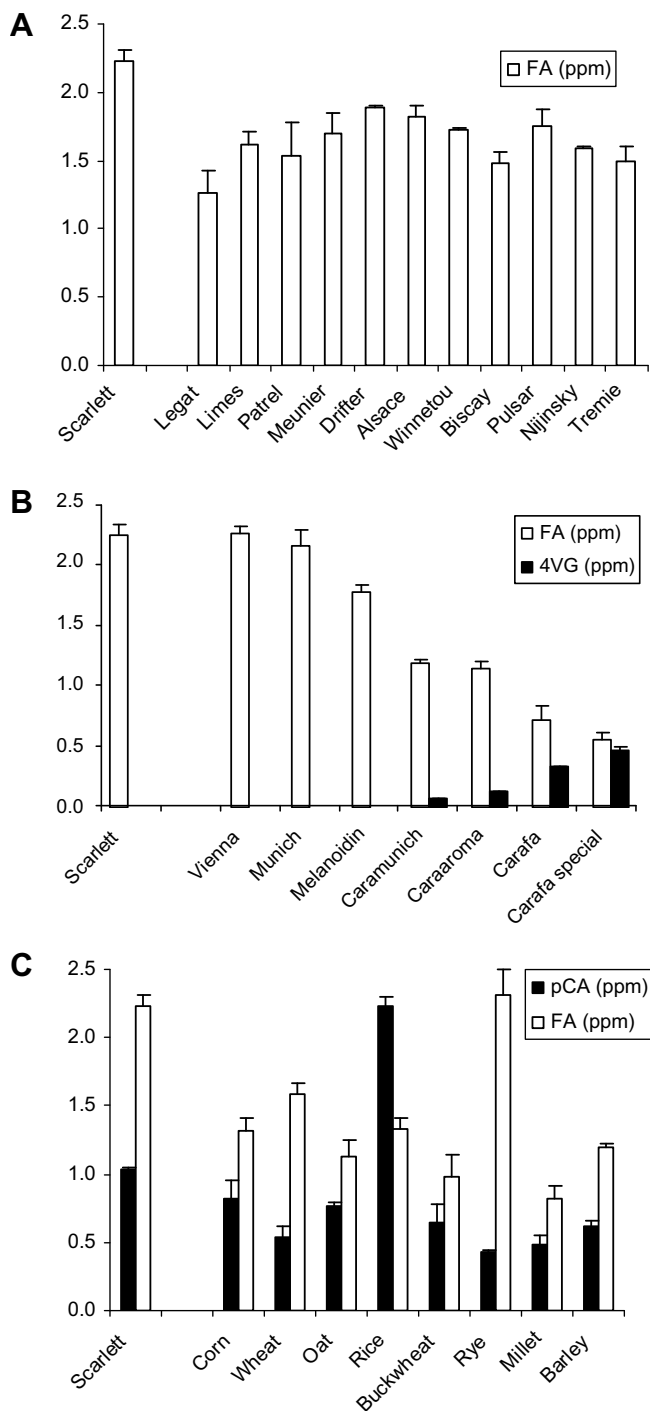 A
FA (ppm)
2.5
2.0
1.5
1.0
0.5
0.0
Scarlett
Legat
Limes
Patrel
Meunier
Drifter
Alsace
Winnetou
Biscay
Pulsar
Nijinsky
Tremie
B
FA (ppm)
4VG (ppm)
2.5
2.0
1.5
1.0
0.5
0.0
Scarlett
Vienna
Munich
Melanoidin
Caramunich
Caraaroma
Carafa
Carafa special
C
pCA (ppm)
FA (ppm)
2.5
2.0
1.5
1.0
0.5
0.0
Scarlett
Corn
Wheat
Oat
Rice
Buckwheat
Rye
Millet
Barley